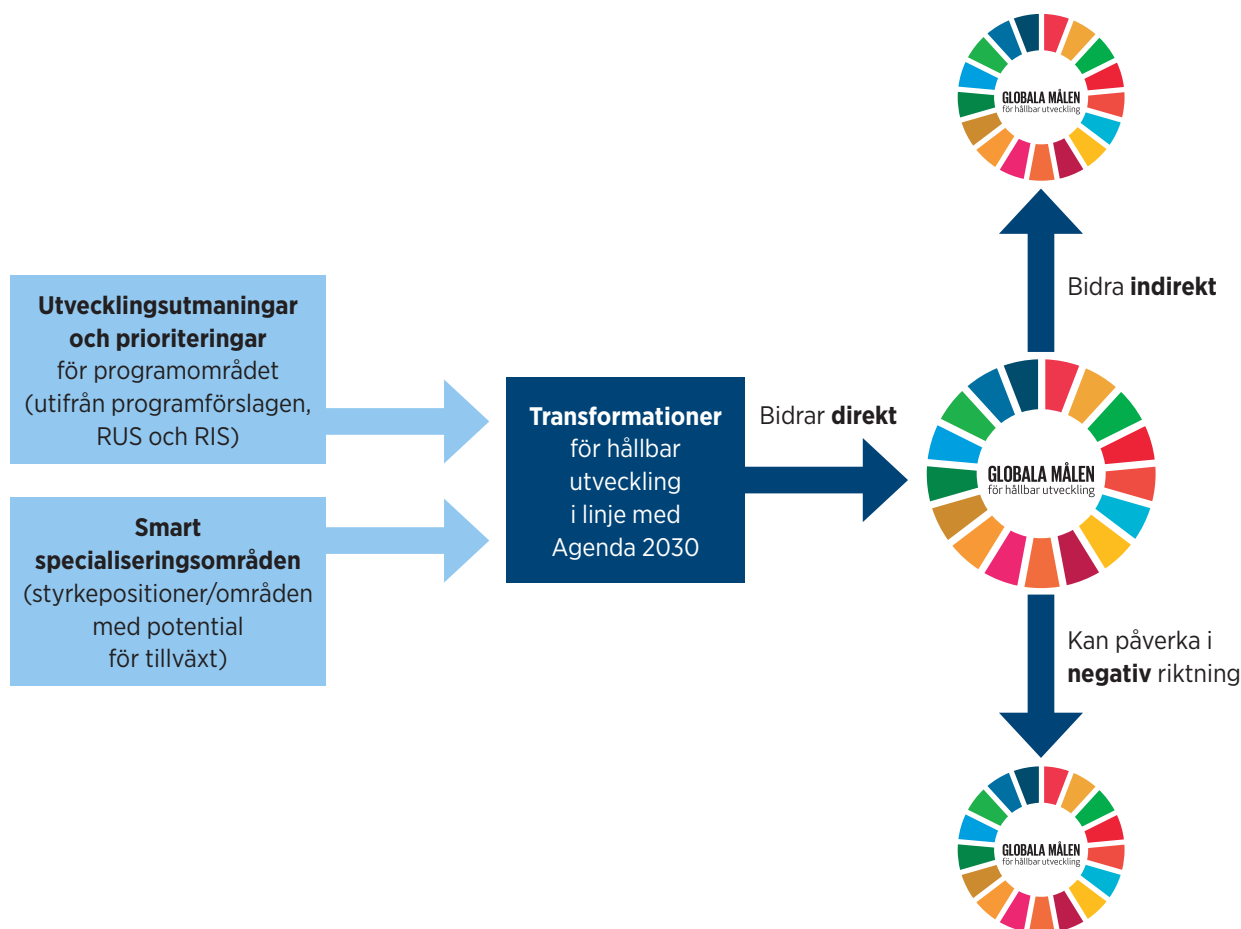 GLOBALA MÅLEN
för hållbar utveckling
Bidra indirekt
Utvecklingsutmaningar
och prioriteringar
för programområdet
(utifrån programförslagen,
RUS och RIS)
Smart
specialiseringsområden
(styrkepositioner/områden
med potential
för tillväxt)
Transformationer
för hållbar
utveckling
i linje med
Agenda 2030
Bidrar direkt
GLOBALA MÅLEN
för hållbar utveckling
Kan påverka i
negativ riktning
GLOBALA MÅLEN
för hållbar utveckling